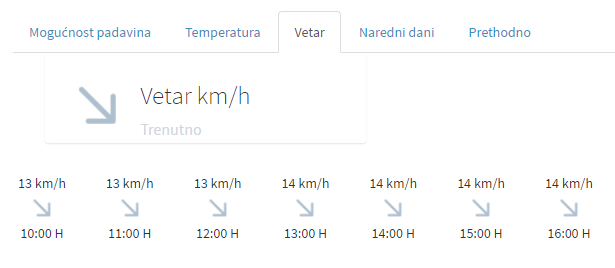 Mogućnost padavina Temperatura Vetar Naredni dani Prethodno
Vetar km/h
Trenutno
13 km/h 13 km/h 13 km/h 14 km/h 14 km/h 14 km/h 14 km/h
10:00 H 11:00 H 12:00 H 13:00 H 14:00 H 15:00 H 16:00 H